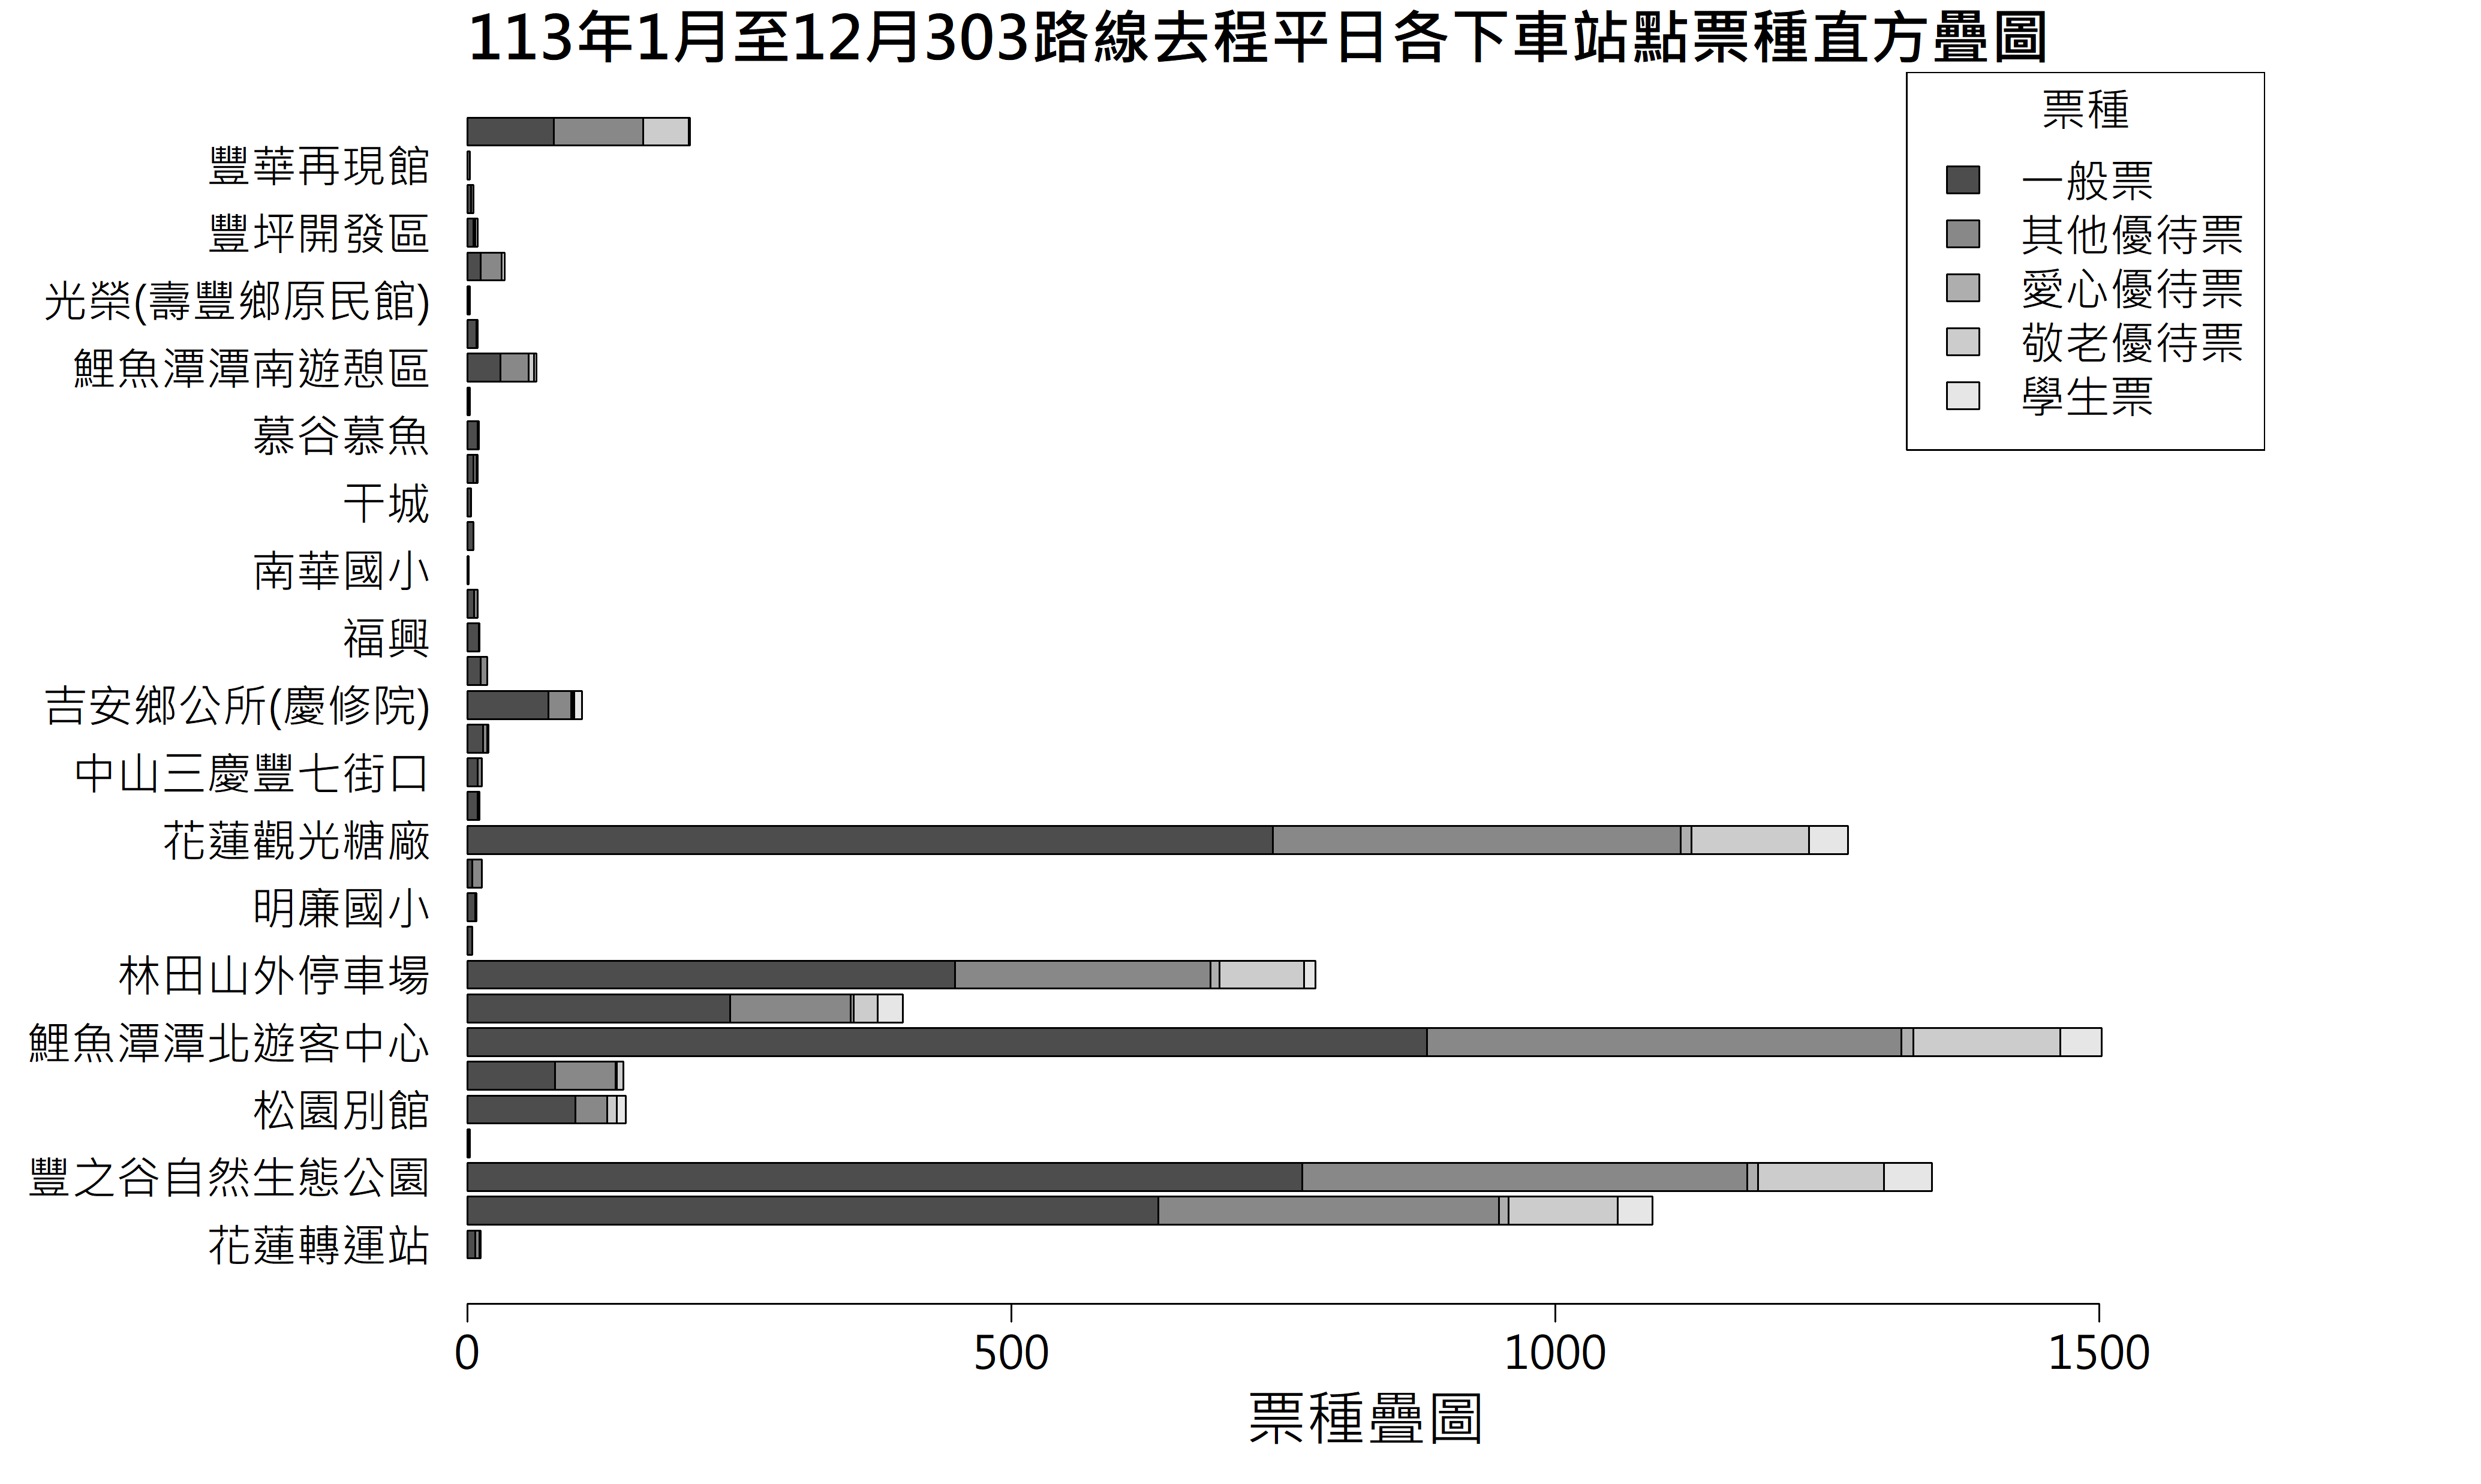 113年1月至12月303路線去程平日各下車站點票種直方疊圖
票種
一般票
其他優待票
愛心優待票
敬老優待票
學生票
豐華再現館
豐坪開發區
光榮(壽豐鄉原民館)
鯉魚潭潭南遊憩區
慕谷慕魚
干城
南華國小
福興
吉安鄉公所(慶修院)
中山三慶豐七街口
花蓮觀光糖廠
明廉國小
林田山外停車場
鯉魚潭潭北遊客中心
松園別館
豐之谷自然生態公園
花蓮轉運站
0 500 1000 1500
票種疊圖